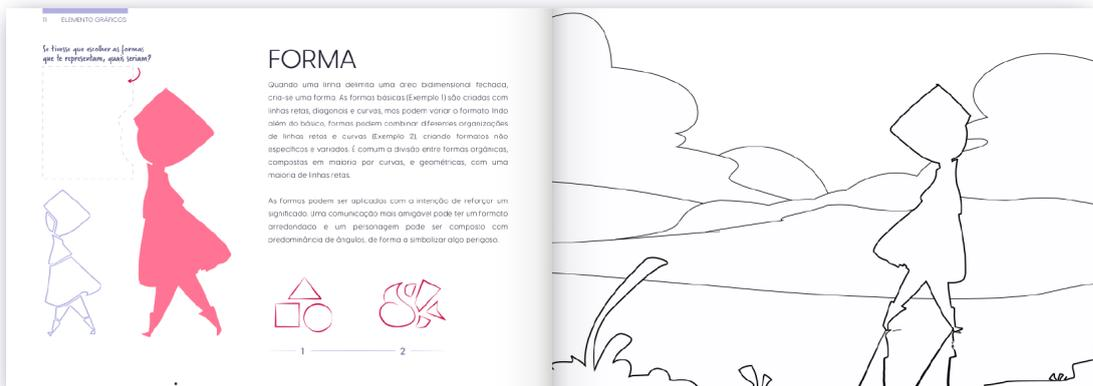 11 ELEMENTO GRÁFICOS
Se tivesse que escolher as formas
que te representam, quais seriam?
FORMA
Quando uma linha delimita uma área bidimensional fechada,
cria-se uma forma. As formas básicas (Exemplo 1) são criadas com
linhas retas, diagonais e curvas, mas podem variar o formato indo
além do básico, formas podem combinar diferentes organizações
de linhas retas e curvas (Exemplo 2), criando formatos não
específicos e variados. É comum a divisão entre formas orgânicas,
compostas em maioria por curvas, e geométricas, com uma
maioria de linhas retas.
As formas podem ser aplicadas com a intenção de reforçar um
significado. Uma comunicação mais amigável pode ter um formato
arredondado e um personagem pode ser composto com
predominância de ângulos, de forma a simbolizar algo perigoso.
1 2